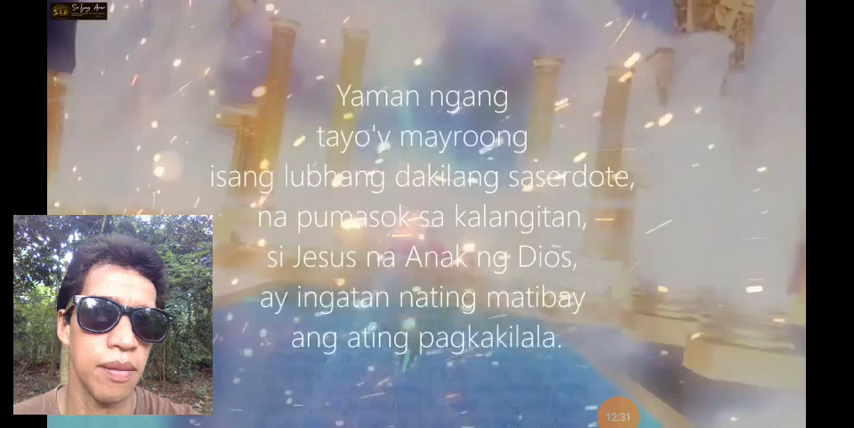 Yaman ngang
tayo'y mayroong
isang lubhang dakilang saserdote,
na pumasok sa kalangitan,
si Jesus na Anak ng Dios,
ay ingatan nating matibay
ang ating pagkakilala.
12:31